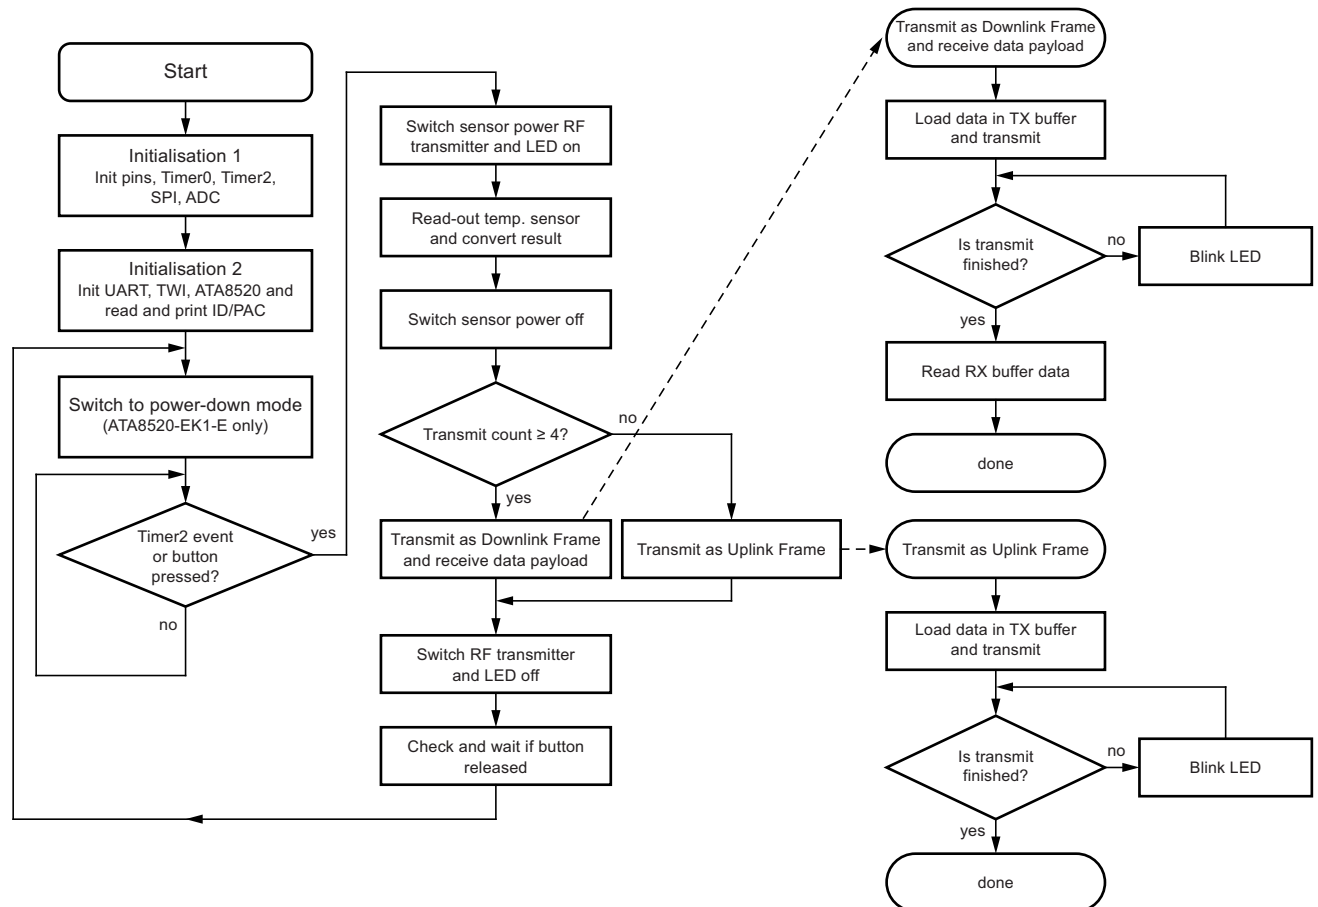 Start
Initialisation 1
Init pins, Timer0, Timer2,
SPI, ADC
Initialisation 2
Init UART, TWI, ATA8520 and
read and print ID/PAC
Switch to power-down mode
(ATA8520-EK1-E only)
Timer2 event
or button
pressed?
yes
no
Switch sensor power RF
transmitter and LED on
Read-out temp. sensor
and convert result
Switch sensor power off
Transmit count ≥ 4?
no
yes
Transmit as Downlink Frame
and receive data payload
Transmit as Uplink Frame
Switch RF transmitter
and LED off
Check and wait if button
released
Transmit as Downlink Frame
and receive data payload
Load data in TX buffer
and transmit
Is transmit
finished?
no
Blink LED
yes
Read RX buffer data
done
Transmit as Uplink Frame
Load data in TX buffer
and transmit
Is transmit
finished?
no
Blink LED
yes
done